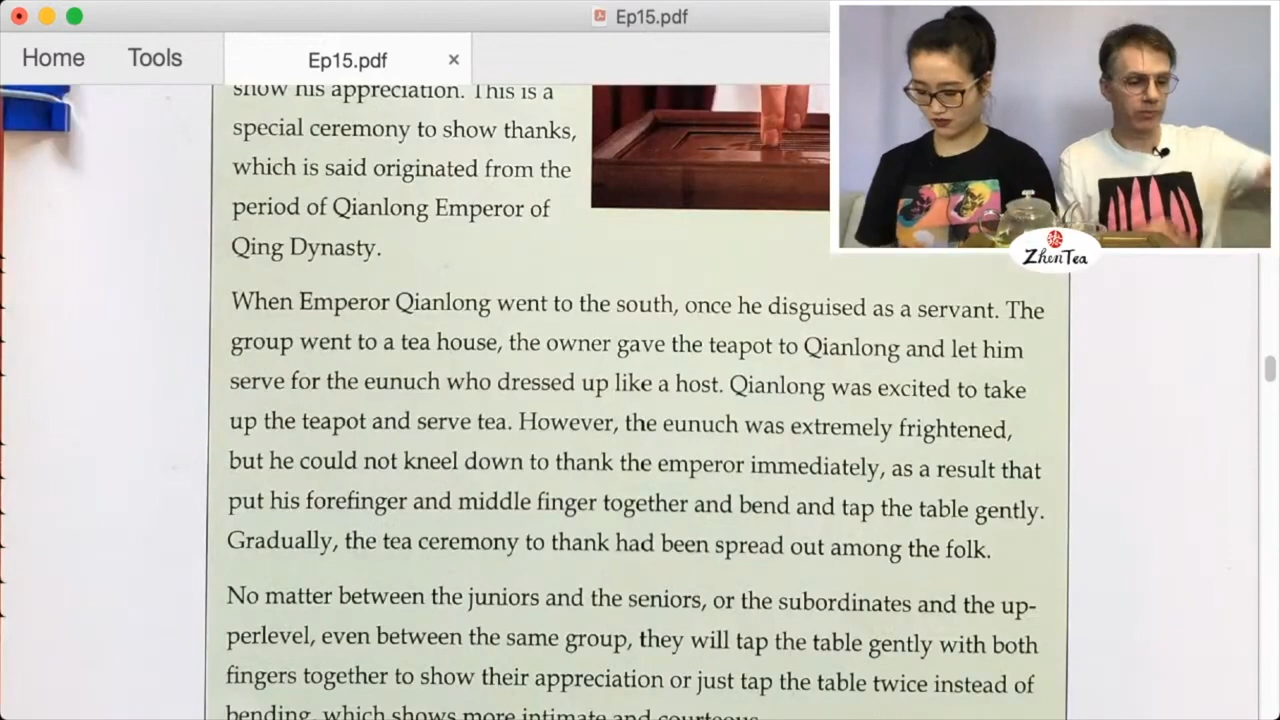 Ep15.pdf
Home
Tools
Ep15.pdf
×
show his appreciation. This is a
special ceremony to show thanks,
which is said originated from the
period of Qianlong Emperor of
Qing Dynasty.
When Emperor Qianlong went to the south, once he disguised as a servant. The
group went to a tea house, the owner gave the teapot to Qianlong and let him
serve for the eunuch who dressed up like a host. Qianlong was excited to take
up the teapot and serve tea. However, the eunuch was extremely frightened,
but he could not kneel down to thank the emperor immediately, as a result that
put his forefinger and middle finger together and bend and tap the table gently.
Gradually, the tea ceremony to thank had been spread out among the folk.
No matter between the juniors and the seniors, or the subordinates and the up-
perlevel, even between the same group, they will tap the table gently with both
fingers together to show their appreciation or just tap the table twice instead of
bending, which shows more intimate and courteous.
ZhenTea